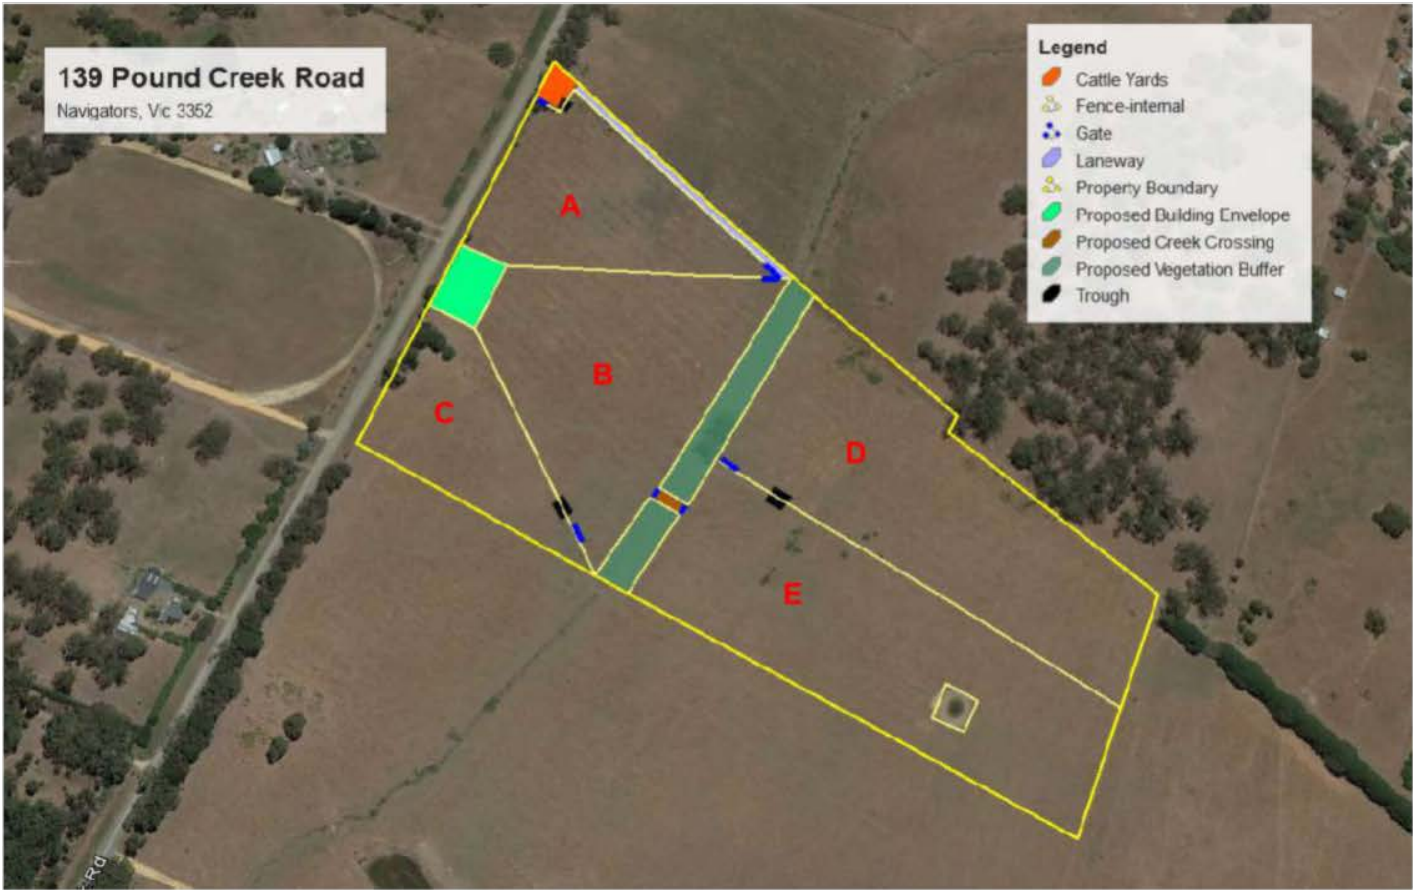 139 Pound Creek Road
Navigators, Vic 3352
Legend
Cattle Yards
Fence-internal
Gate
Laneway
Property Boundary
Proposed Building Envelope
Proposed Creek Crossing
Proposed Vegetation Buffer
Trough
A
B
C
D
E
Rd